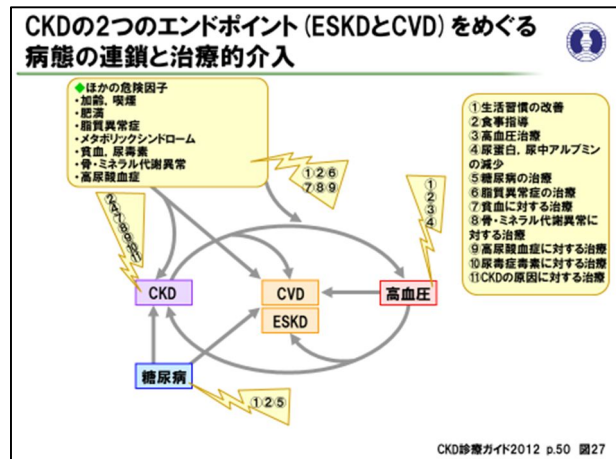 CKDの2つのエンドポイント(ESKDとCVD)をめぐる
病態の連鎖と治療的介入
◆ほかの危険因子
・加齢，喫煙
・肥満
・脂質異常症
・メタボリックシンドローム
・貧血，尿毒素
・骨・ミネラル代謝異常
・高尿酸血症
①②⑥
⑦⑧⑨
①
②
③
④
①生活習慣の改善
②食事指導
③高血圧治療
④尿蛋白，尿中アルブミン
の減少
⑤糖尿病の治療
⑥脂質異常症の治療
⑦貧血に対する治療
⑧骨・ミネラル代謝異常に
対する治療
⑨高尿酸血症に対する治療
⑩尿毒症毒素に対する治療
⑪CKDの原因に対する治療
②
④
⑦
⑧
⑨
⑩
⑪
CKD
CVD
高血圧
ESKD
糖尿病
①②⑤
CKD診療ガイド2012 p.50 図27